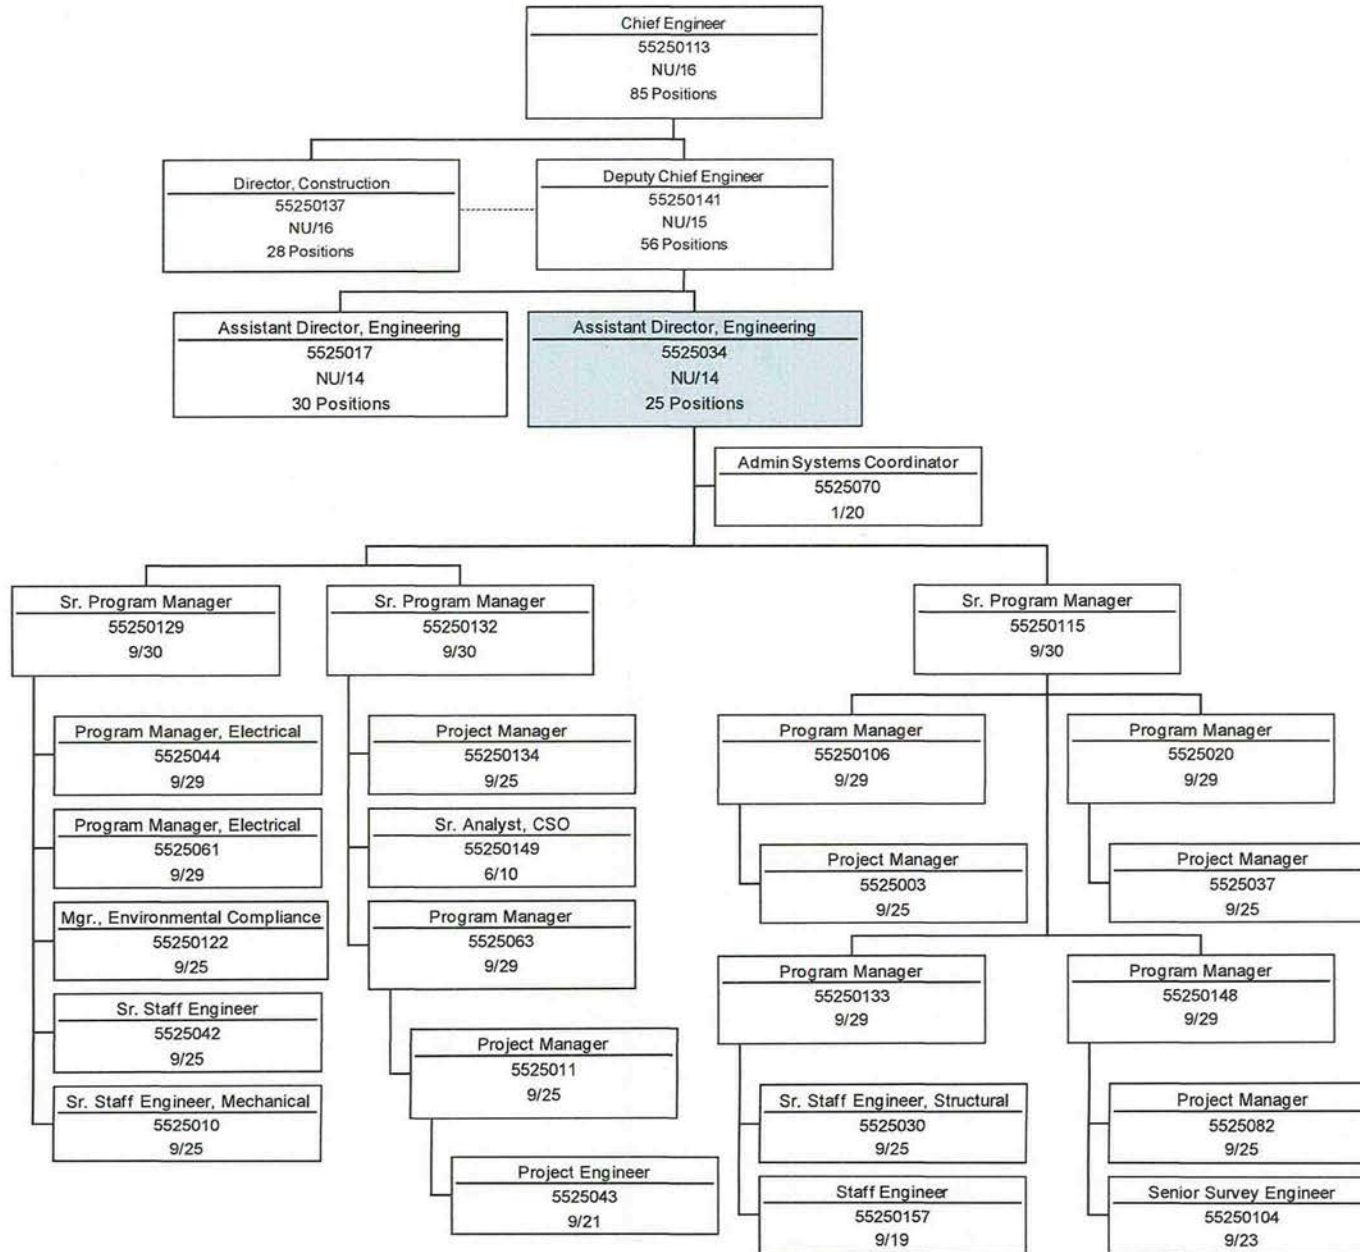 Chief Engineer
55250113
NU/16
85 Positions
Director, Construction
55250137
NU/16
28 Positions
Deputy Chief Engineer
55250141
NU/15
56 Positions
Assistant Director, Engineering
5525017
NU/14
30 Positions
Assistant Director, Engineering
5525034
NU/14
25 Positions
Admin Systems Coordinator
5525070
1/20
Sr. Program Manager
55250129
9/30
Program Manager, Electrical
5525044
9/29
Program Manager, Electrical
5525061
9/29
Mgr., Environmental Compliance
55250122
9/25
Sr. Staff Engineer
5525042
9/25
Sr. Staff Engineer, Mechanical
5525010
9/25
Sr. Program Manager
55250132
9/30
Project Manager
55250134
9/25
Sr. Analyst, CSO
55250149
6/10
Program Manager
5525063
9/29
Project Manager
5525011
9/25
Project Engineer
5525043
9/21
Sr. Program Manager
55250115
9/30
Program Manager
55250106
9/29
Project Manager
5525003
9/25
Program Manager
5525020
9/29
Project Manager
5525037
9/25
Program Manager
55250133
9/29
Sr. Staff Engineer, Structural
5525030
9/25
Staff Engineer
55250157
9/19
Program Manager
55250148
9/29
Project Manager
5525082
9/25
Senior Survey Engineer
55250104
9/23